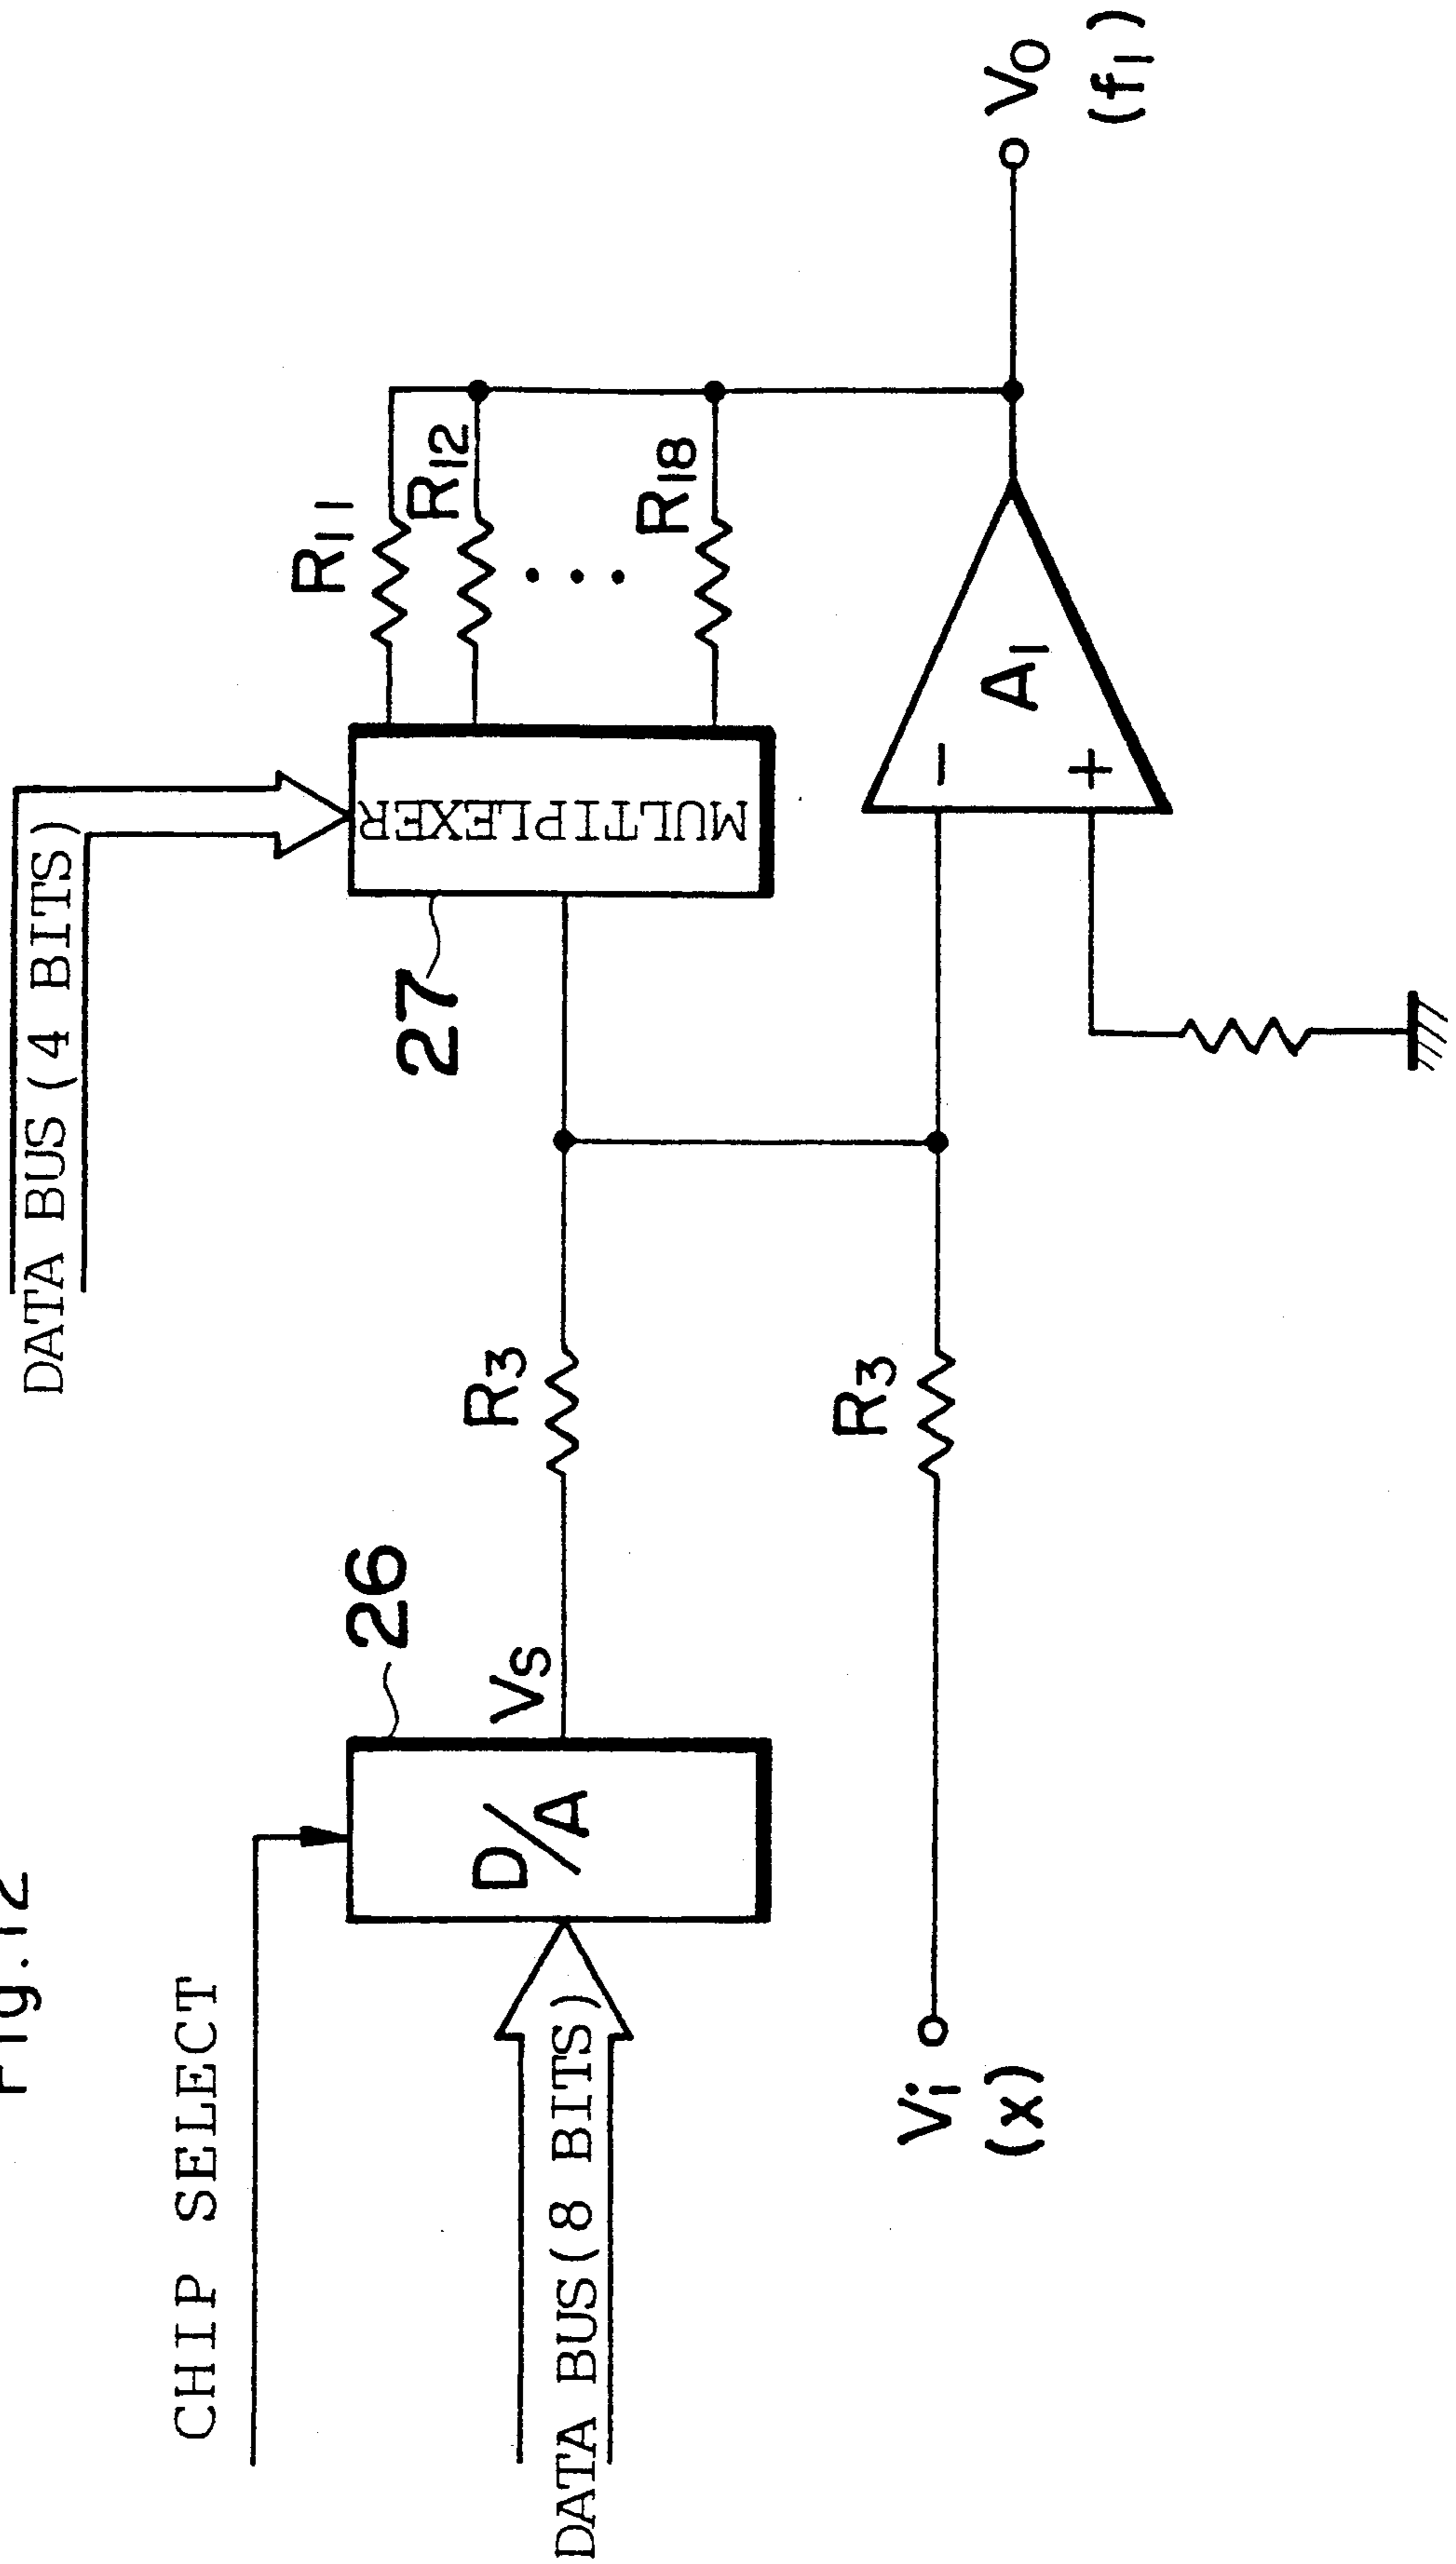 Fig.12
CHIP SELECT
DATA BUS (4 BITS)
DATA BUS (8 BITS)
D/A
26
VS
R3
27
MULTIPLEXER
R11
R12
R18
Vi
(x)
R3
−
+
A1
VO
(f1)